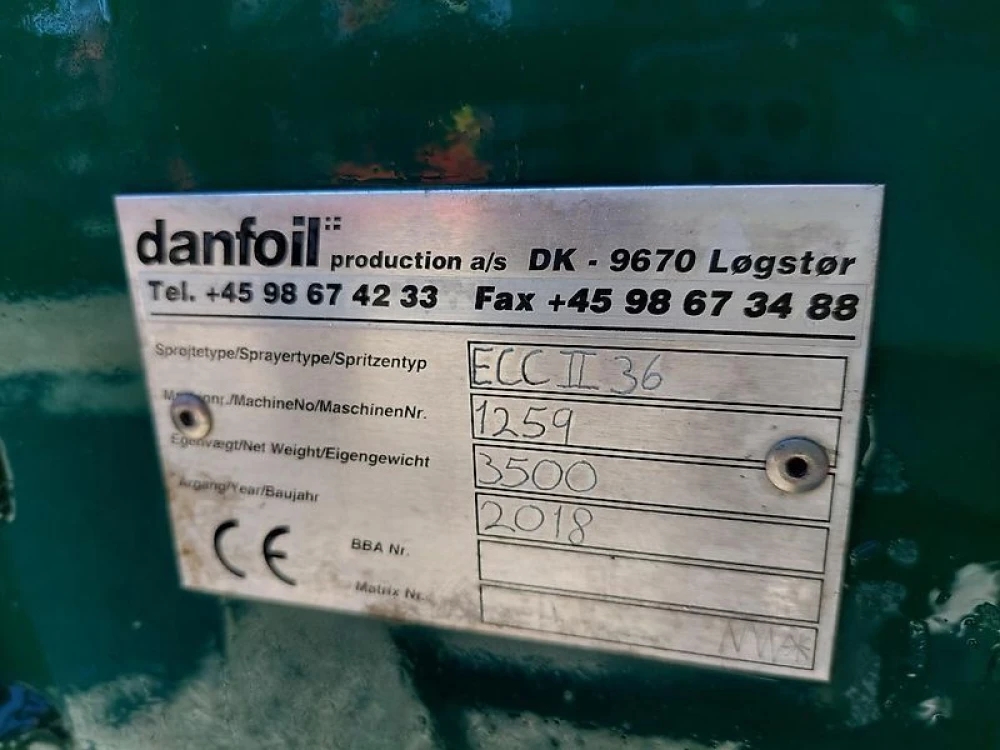 danfoil production a/s DK - 9670 Løgstør
Tel. +45 98 67 42 33 Fax +45 98 67 34 88
Sprøjtetype/Sprayertype/Spritzentyp ECC II 36
/MachineNo/MaschinenNr. 1259
Egenvægt/Net Weight/Eigengewicht 3500
Årgang/Year/Baujahr 2018
CE BBA Nr.
Matrix Nr.